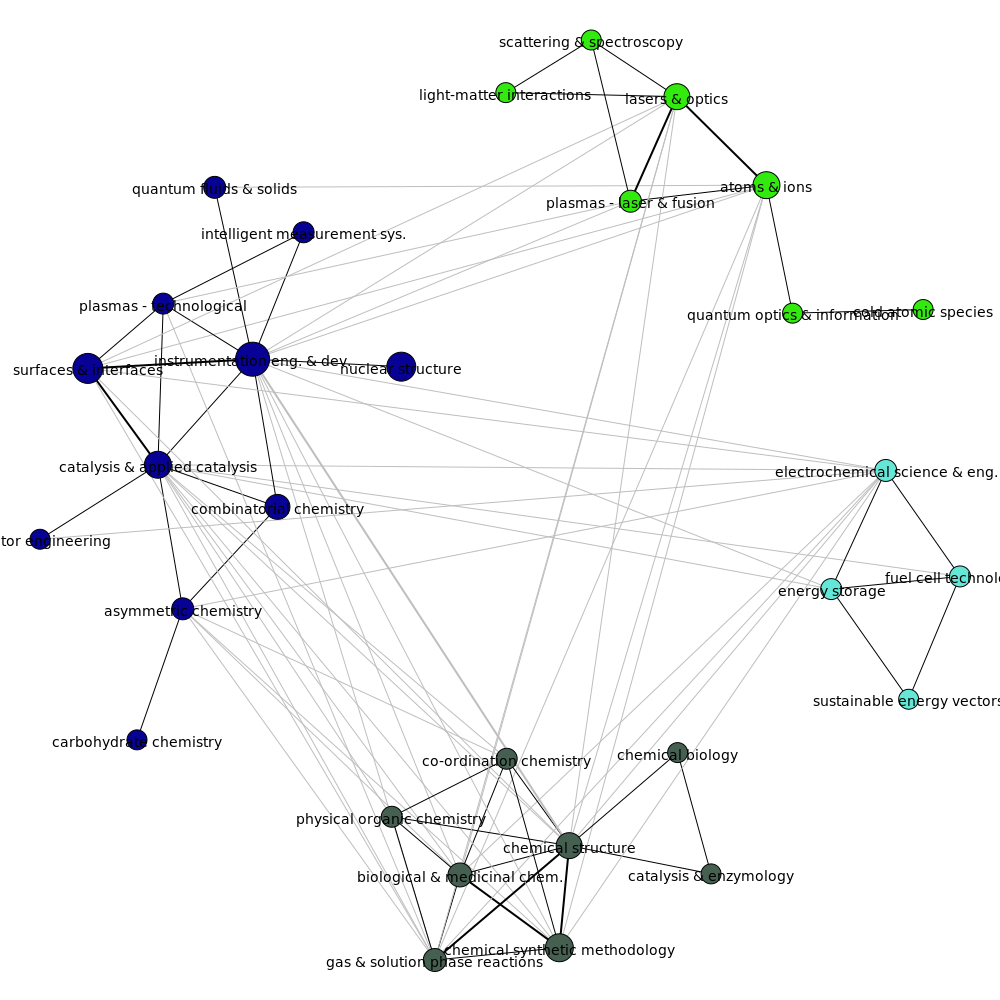 scattering & spectroscopy
light-matter interactions
lasers & optics
quantum fluids & solids
atoms & ions
plasmas - laser & fusion
intelligent measurement sys.
plasmas - technological
quantum optics & information
cold atomic species
surfaces & interfaces
instrumentation eng. & dev.
nuclear structure
catalysis & applied catalysis
electrochemical science & eng.
combinatorial chemistry
tor engineering
fuel cell technolo
energy storage
asymmetric chemistry
sustainable energy vectors
carbohydrate chemistry
co-ordination chemistry
chemical biology
physical organic chemistry
chemical structure
biological & medicinal chem.
catalysis & enzymology
chemical synthetic methodology
gas & solution phase reactions